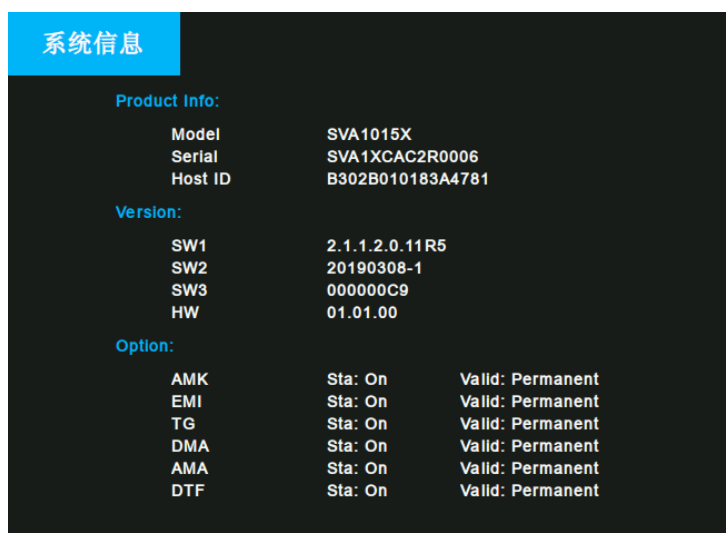 系统信息
Product Info:
Model SVA1015X
Serial SVA1XCAC2R0006
Host ID B302B010183A4781
Version:
SW1 2.1.1.2.0.11R5
SW2 20190308-1
SW3 000000C9
HW 01.01.00
Option:
AMK Sta: On Valid: Permanent
EMI Sta: On Valid: Permanent
TG Sta: On Valid: Permanent
DMA Sta: On Valid: Permanent
AMA Sta: On Valid: Permanent
DTF Sta: On Valid: Permanent